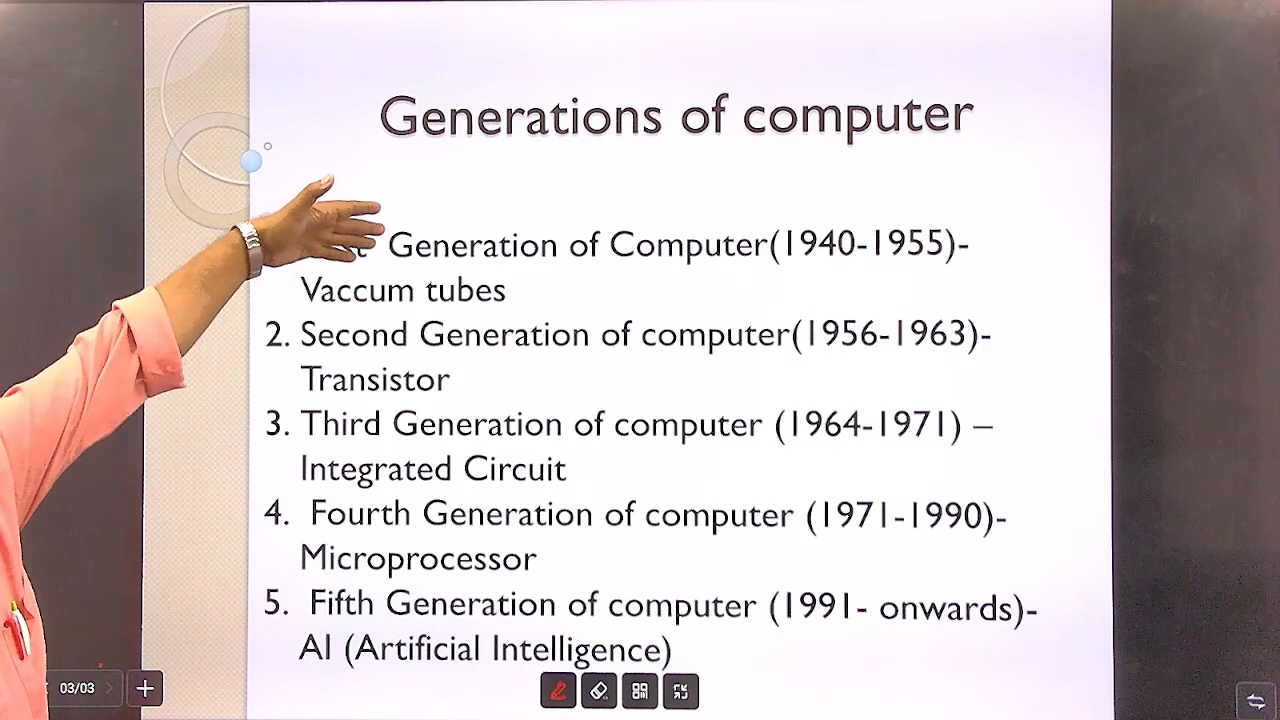 Generations of computer
Generation of Computer(1940-1955)-
Vaccum tubes
2. Second Generation of computer(1956-1963)-
Transistor
3. Third Generation of computer (1964-1971) –
Integrated Circuit
4. Fourth Generation of computer (1971-1990)-
Microprocessor
5. Fifth Generation of computer (1991- onwards)-
AI (Artificial Intelligence)
03/03